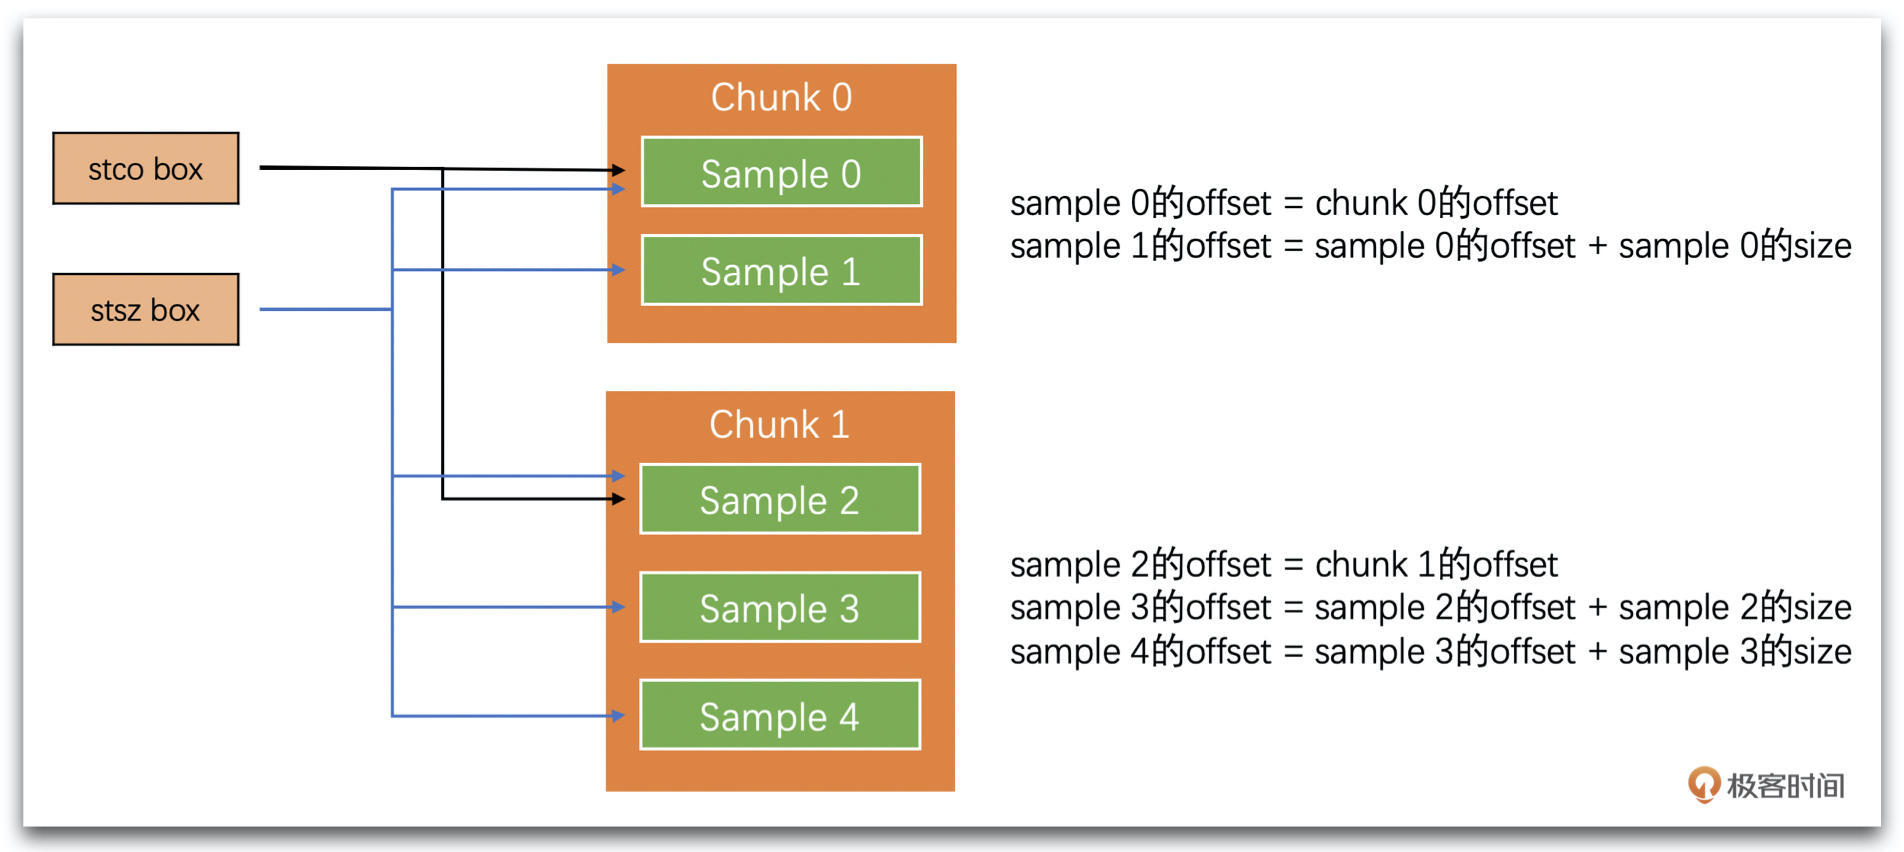 stco box
stsz box
Chunk 0
Sample 0
Sample 1
sample 0的offset = chunk 0的offset
sample 1的offset = sample 0的offset + sample 0的size
Chunk 1
Sample 2
Sample 3
Sample 4
sample 2的offset = chunk 1的offset
sample 3的offset = sample 2的offset + sample 2的size
sample 4的offset = sample 3的offset + sample 3的size
极客时间